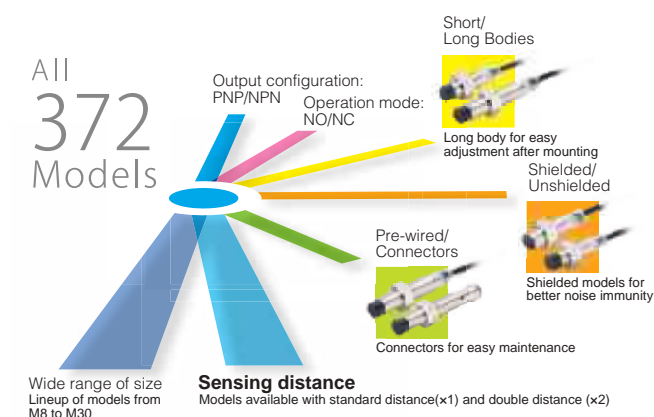 All
372
Models
Output configuration:
PNP/NPN
Operation mode:
NO/NC
Short/
Long Bodies
Long body for easy
adjustment after mounting
Shielded/
Unshielded
Shielded models for
better noise immunity
Pre-wired/
Connectors
Connectors for easy maintenance
Wide range of size
Lineup of models from
M8 to M30
Sensing distance
Models available with standard distance(×1) and double distance (×2)